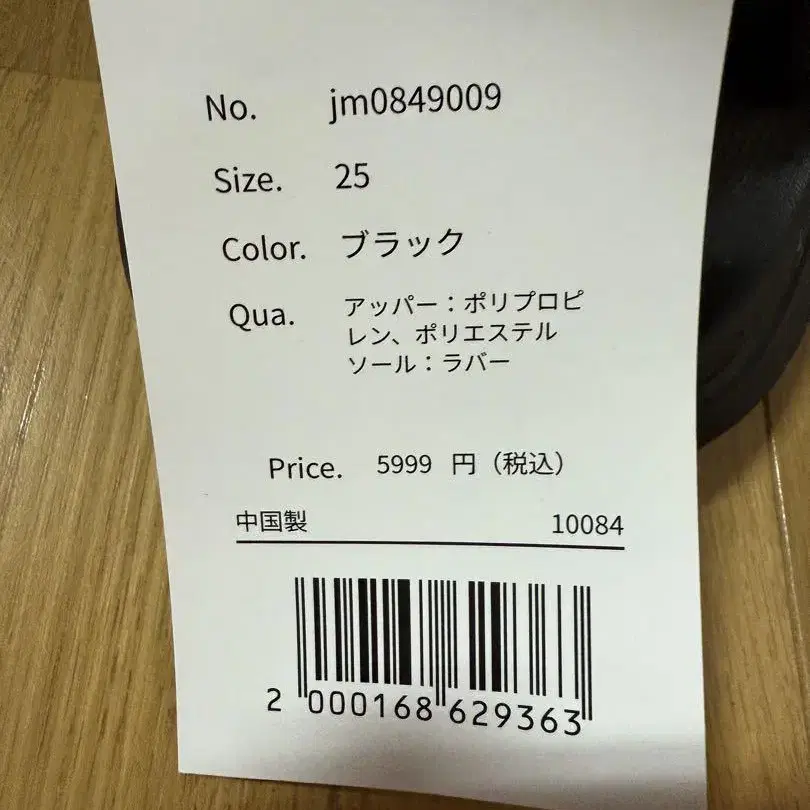 No. jm0849009
Size. 25
Color. ブラック
Qua. アッパー：ポリプロピ
レン、ポリエステル
ソール：ラバー
Price. 5999 円（税込）
中国製 10084
2 000168 629363